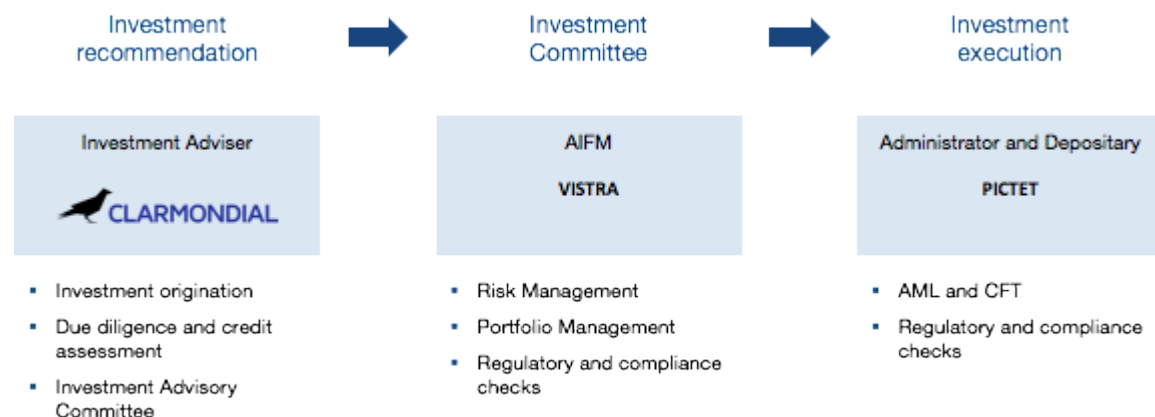 Investment
recommendation
Investment
Committee
Investment
execution
Investment Adviser
CLARMONDIAL
AIFM
VISTRA
Administrator and Depositary
PICTET
▪ Investment origination
▪ Due diligence and credit
assessment
▪ Investment Advisory
Committee
▪ Risk Management
▪ Portfolio Management
▪ Regulatory and compliance
checks
▪ AML and CFT
▪ Regulatory and compliance
checks